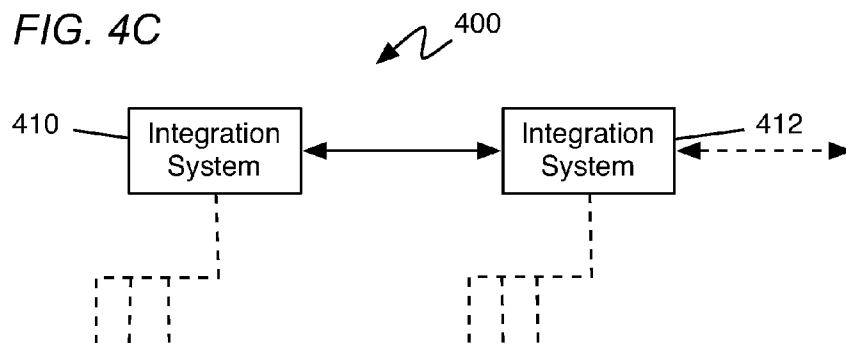 FIG. 4C
400
410
Integration
System
Integration
System
412